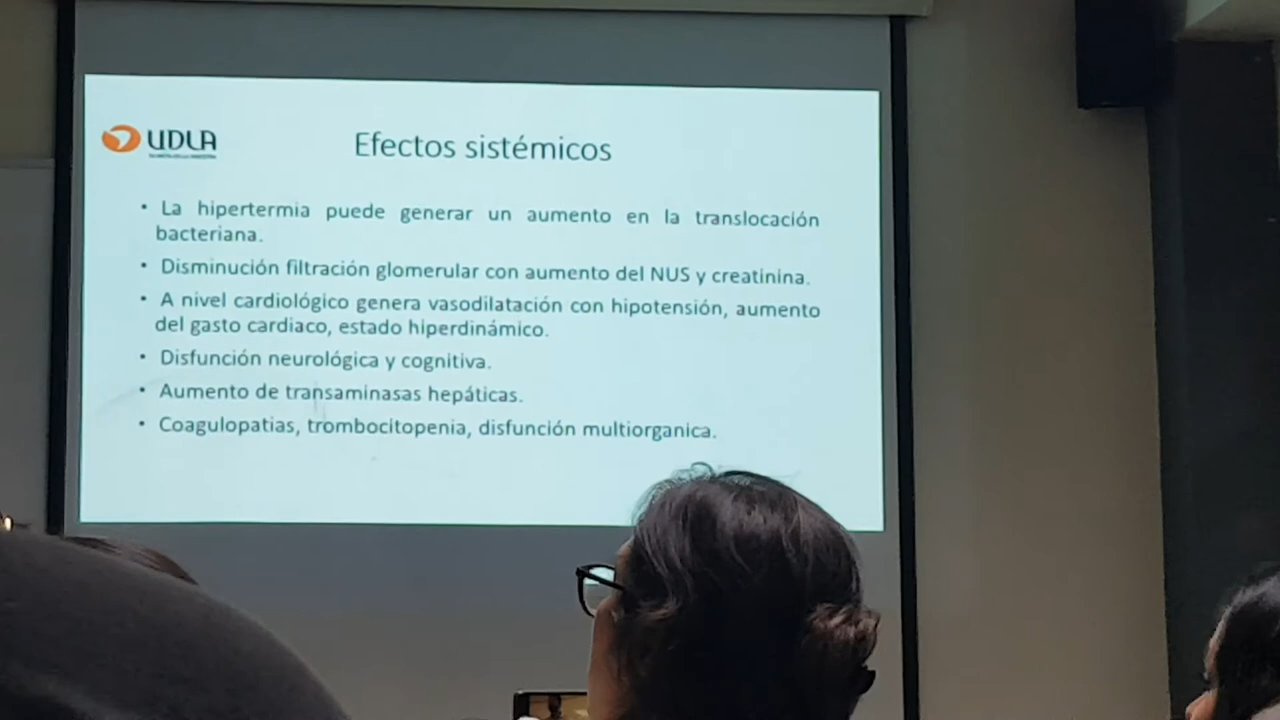 UDLA
Efectos sistémicos
• La hipertermia puede generar un aumento en la translocación
bacteriana.
• Disminución filtración glomerular con aumento del NUS y creatinina.
• A nivel cardiológico genera vasodilatación con hipotensión, aumento
del gasto cardiaco, estado hiperdinámico.
• Disfunción neurológica y cognitiva.
• Aumento de transaminasas hepáticas.
• Coagulopatias, trombocitopenia, disfunción multiorganica.